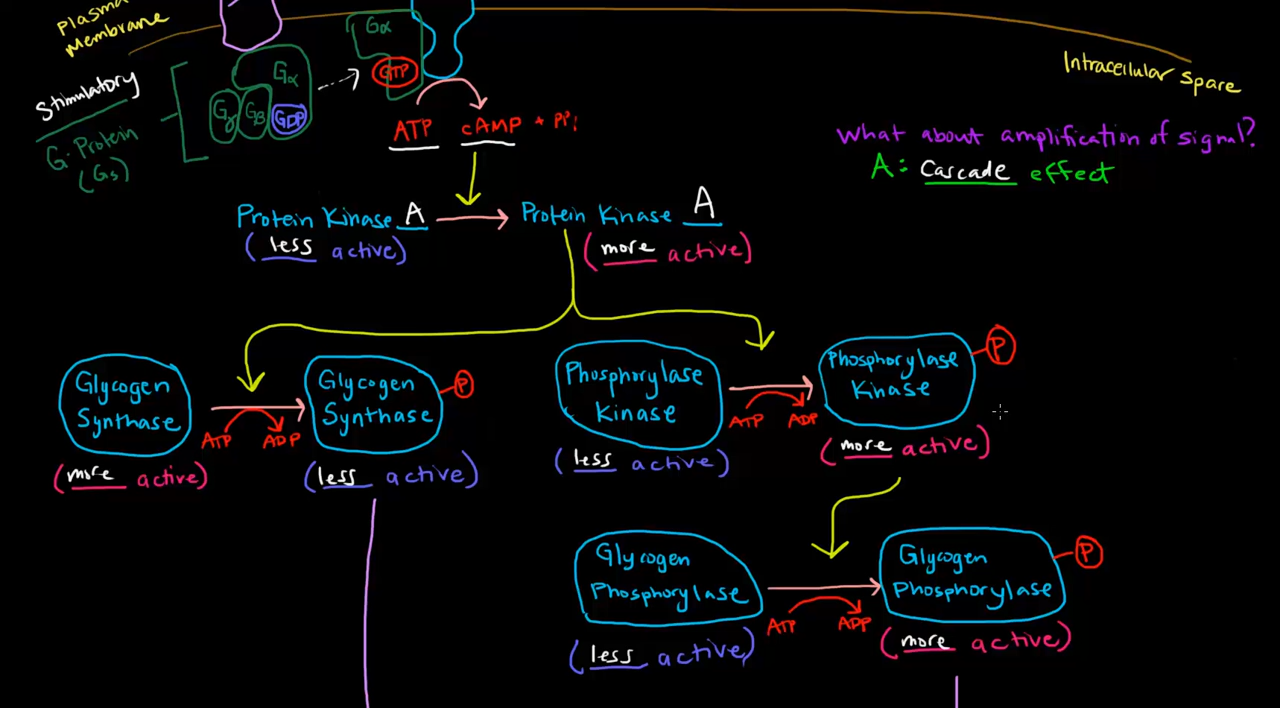 Plasma
Membrane
Stimulatory
G-Protein
(Gs)
Gα
Gγ
Gβ
GDP
Gα
GTP
ATP
cAMP + PPi
Intracellular space
What about amplification of signal?
A: Cascade effect
Protein Kinase A
(less active)
Protein Kinase A
(more active)
Glycogen
Synthase
(more active)
ATP
ADP
Glycogen
Synthase
P
(less active)
Phosphorylase
Kinase
(less active)
ATP
ADP
Phosphorylase
Kinase
P
(more active)
Glycogen
Phosphorylase
(less active)
ATP
ADP
Glycogen
Phosphorylase
P
(more active)